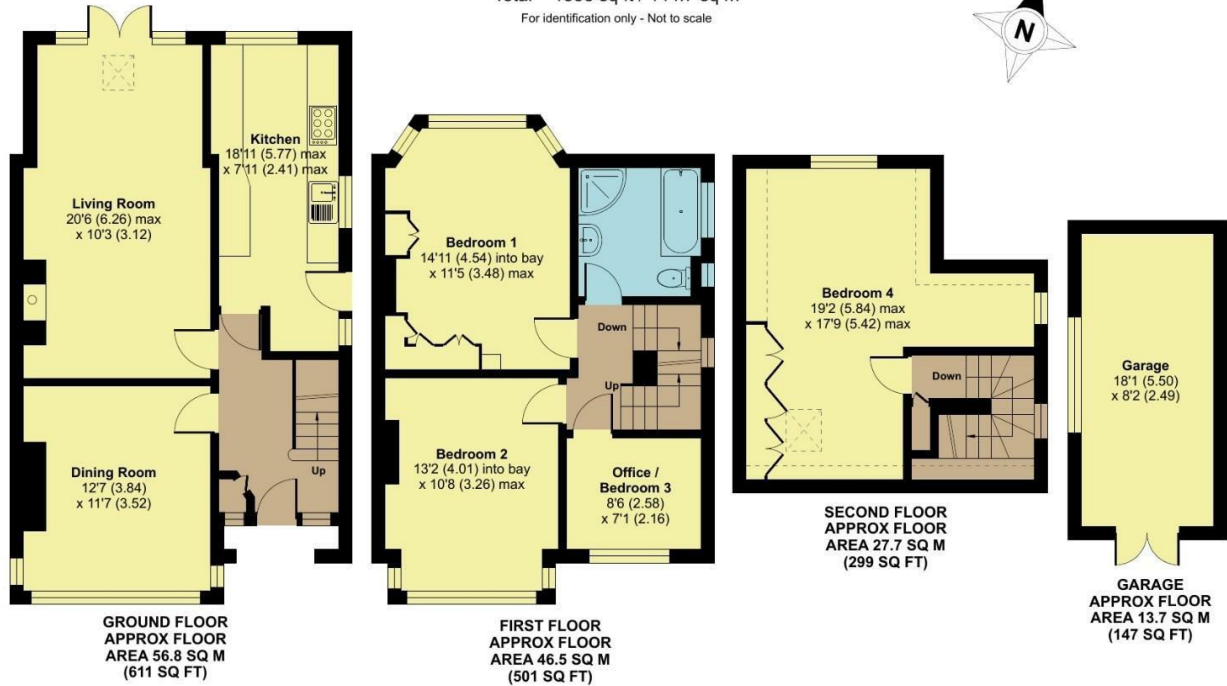 For identification only - Not to scale
N
Kitchen
18'11 (5.77) max
x 7'11 (2.41) max
Living Room
20'6 (6.26) max
x 10'3 (3.12)
Dining Room
12'7 (3.84)
x 11'7 (3.52)
Up
GROUND FLOOR
APPROX FLOOR
AREA 56.8 SQ M
(611 SQ FT)
Bedroom 1
14'11 (4.54) into bay
x 11'5 (3.48) max
Down
Up
Bedroom 2
13'2 (4.01) into bay
x 10'8 (3.26) max
Office /
Bedroom 3
8'6 (2.58)
x 7'1 (2.16)
FIRST FLOOR
APPROX FLOOR
AREA 46.5 SQ M
(501 SQ FT)
Bedroom 4
19'2 (5.84) max
x 17'9 (5.42) max
Down
SECOND FLOOR
APPROX FLOOR
AREA 27.7 SQ M
(299 SQ FT)
Garage
18'1 (5.50)
x 8'2 (2.49)
GARAGE
APPROX FLOOR
AREA 13.7 SQ M
(147 SQ FT)